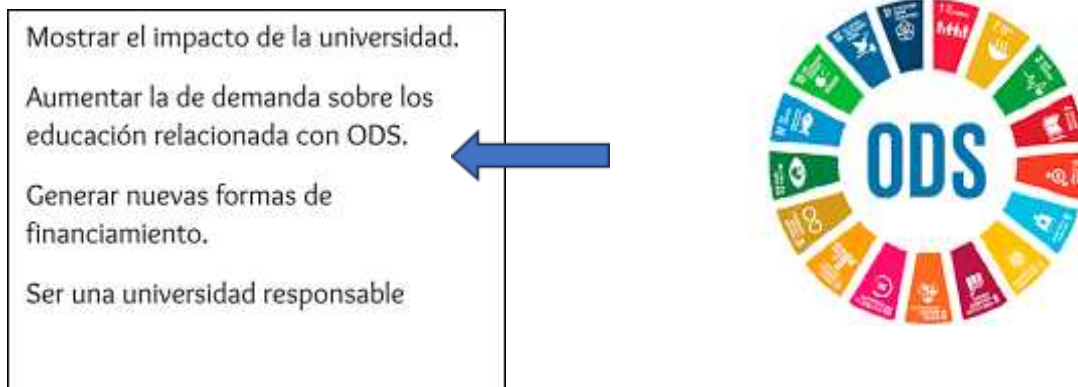 Mostrar el impacto de la universidad.
Aumentar la de demanda sobre los
educación relacionada con ODS.
Generar nuevas formas de
financiamiento.
Ser una universidad responsable
ODS